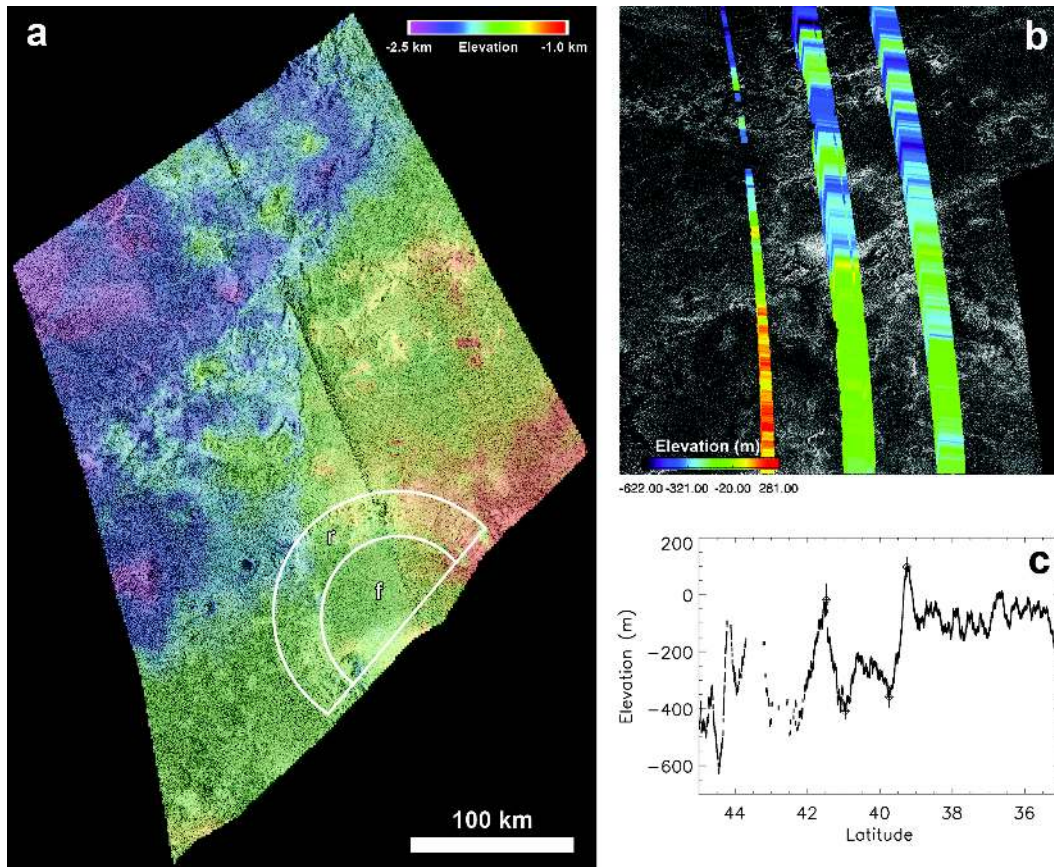 a
-2.5 km Elevation -1.0 km
r
f
100 km
b
Elevation (m)
-622.00 -321.00 -20.00 281.00
c
200
0
-200
-400
-600
Elevation (m)
44 42 40 38 36
Latitude